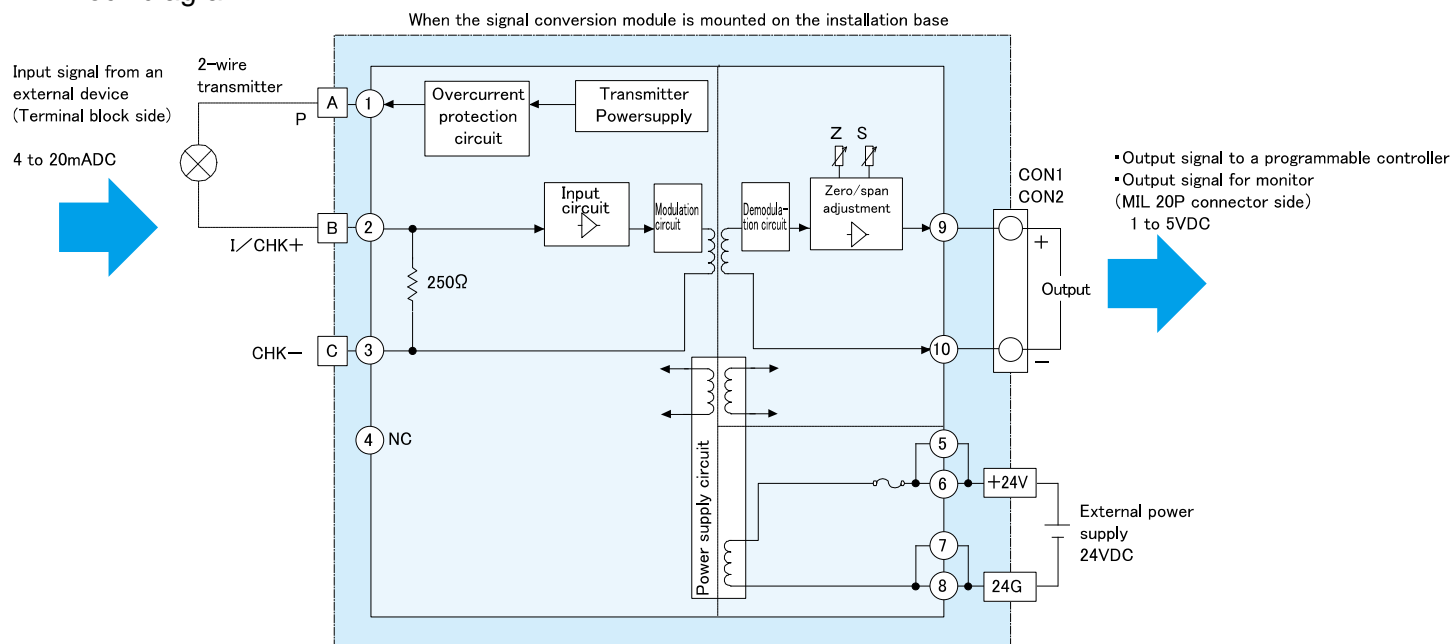 When the signal conversion module is mounted on the installation base
Input signal from an
external device
(Terminal block side)
4 to 20mADC
2-wire
transmitter
P
A
1
Overcurrent
protection
circuit
Transmitter
Powersupply
B
I/CHK+
2
250Ω
Input
circuit
Modulation
circuit
Demodula-
tion circuit
Z S
Zero/span
adjustment
9
CON1
CON2
+
Output
−
▪Output signal to a programmable controller
▪Output signal for monitor
(MIL 20P connector side)
1 to 5VDC
CHK−
C
3
10
4 NC
Power supply circuit
5
6
+24V
7
8
24G
External power
supply
24VDC